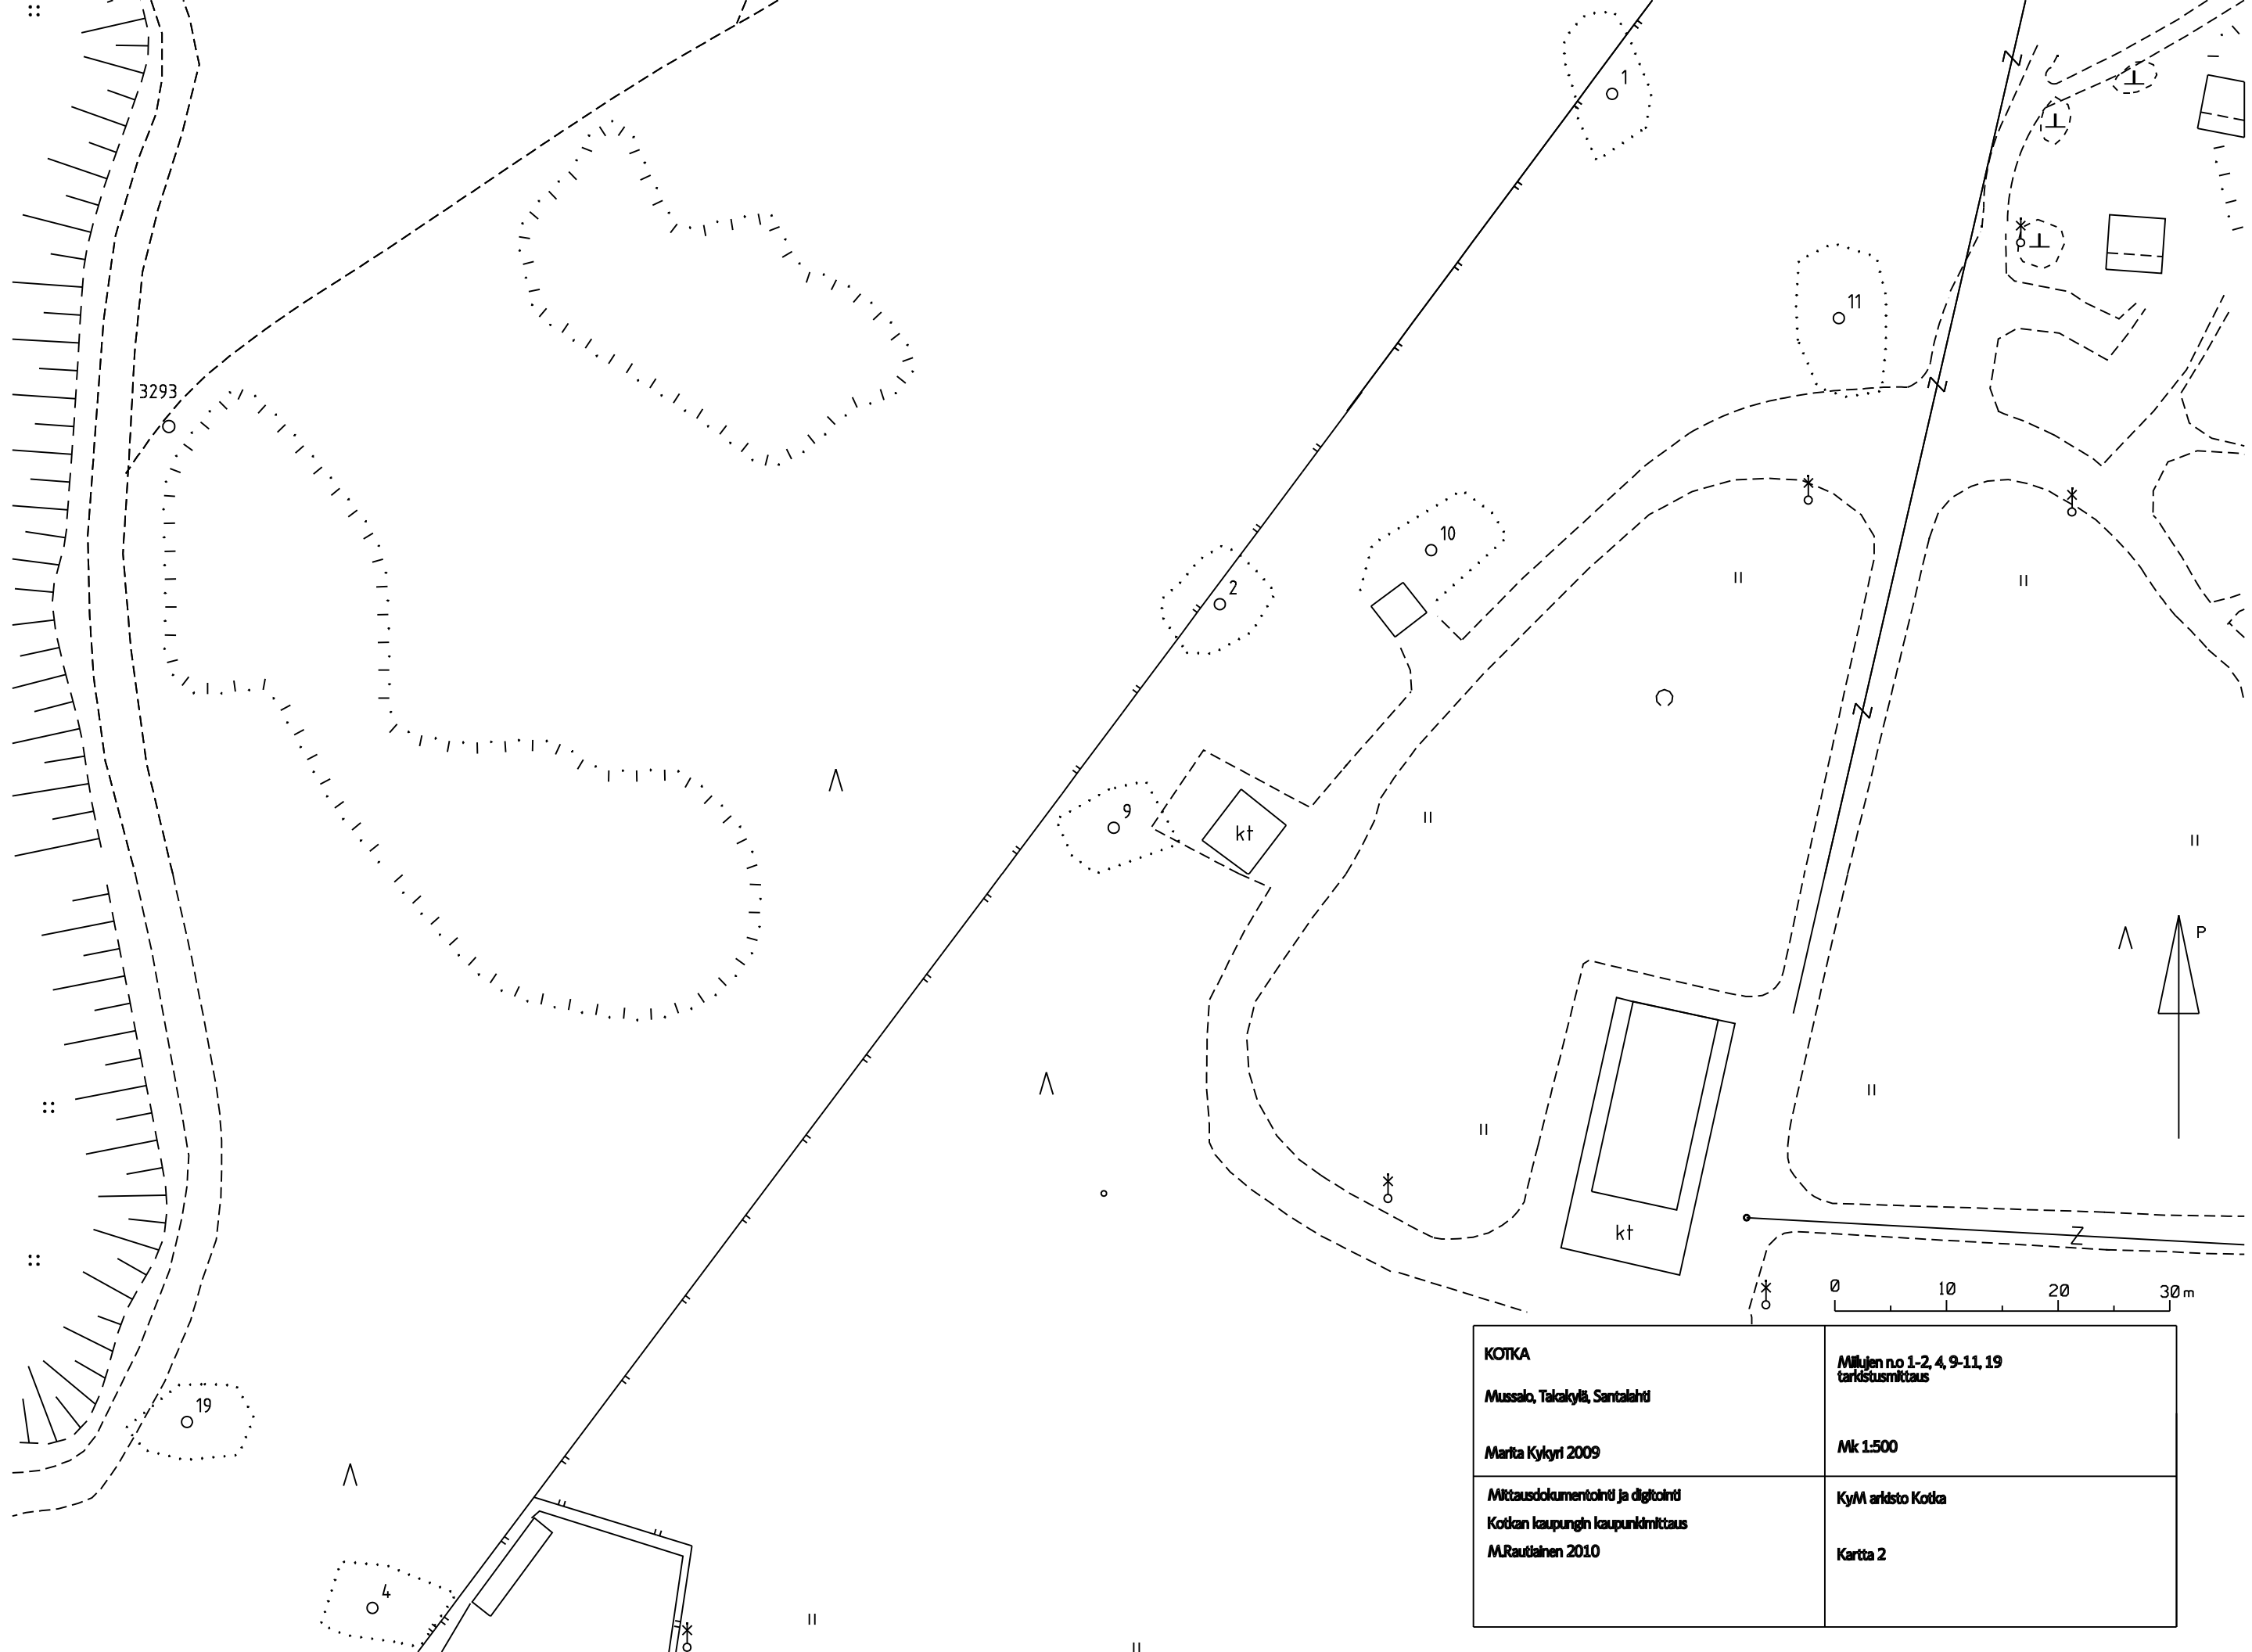 1
11
3293
10
2
9
kt
P
kt
0 10 20 30 m
19
4
KOTKA
Mussalo, Takakylä, Santalahti
Marita Kykyri 2009
Miilujen n.o 1-2, 4, 9-11, 19
tarkistusmittaus
Mk 1:500
Mittausdokumentointi ja digitointi
Kotkan kaupungin kaupunkimittaus
M.Rautiainen 2010
KyM arkisto Kotka
Kartta 2